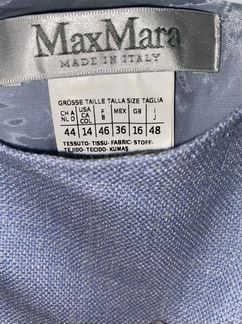 MaxMara
MADE IN ITALY
GRÖSSE TAILLE TALLA SIZE TAGLIA
CH A USA F MEX GB I
NL D CA COL B J
44 14 46 36 16 48
TESSUTO-TISSU-FABRIC-STOFF-
TEJIDO-TECIDO-KUMAŞ